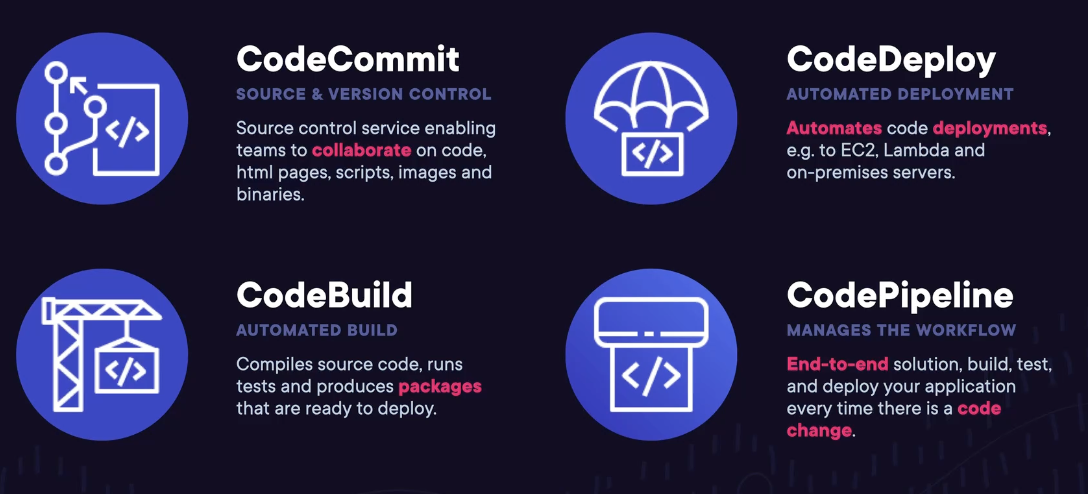 CodeCommit
SOURCE & VERSION CONTROL
Source control service enabling
teams to collaborate on code,
html pages, scripts, images and
binaries.
</>
CodeDeploy
AUTOMATED DEPLOYMENT
Automates code deployments,
e.g. to EC2, Lambda and
on-premises servers.
</>
CodeBuild
AUTOMATED BUILD
Compiles source code, runs
tests and produces packages
that are ready to deploy.
</>
CodePipeline
MANAGES THE WORKFLOW
End-to-end solution, build, test,
and deploy your application
every time there is a code
change.
</>